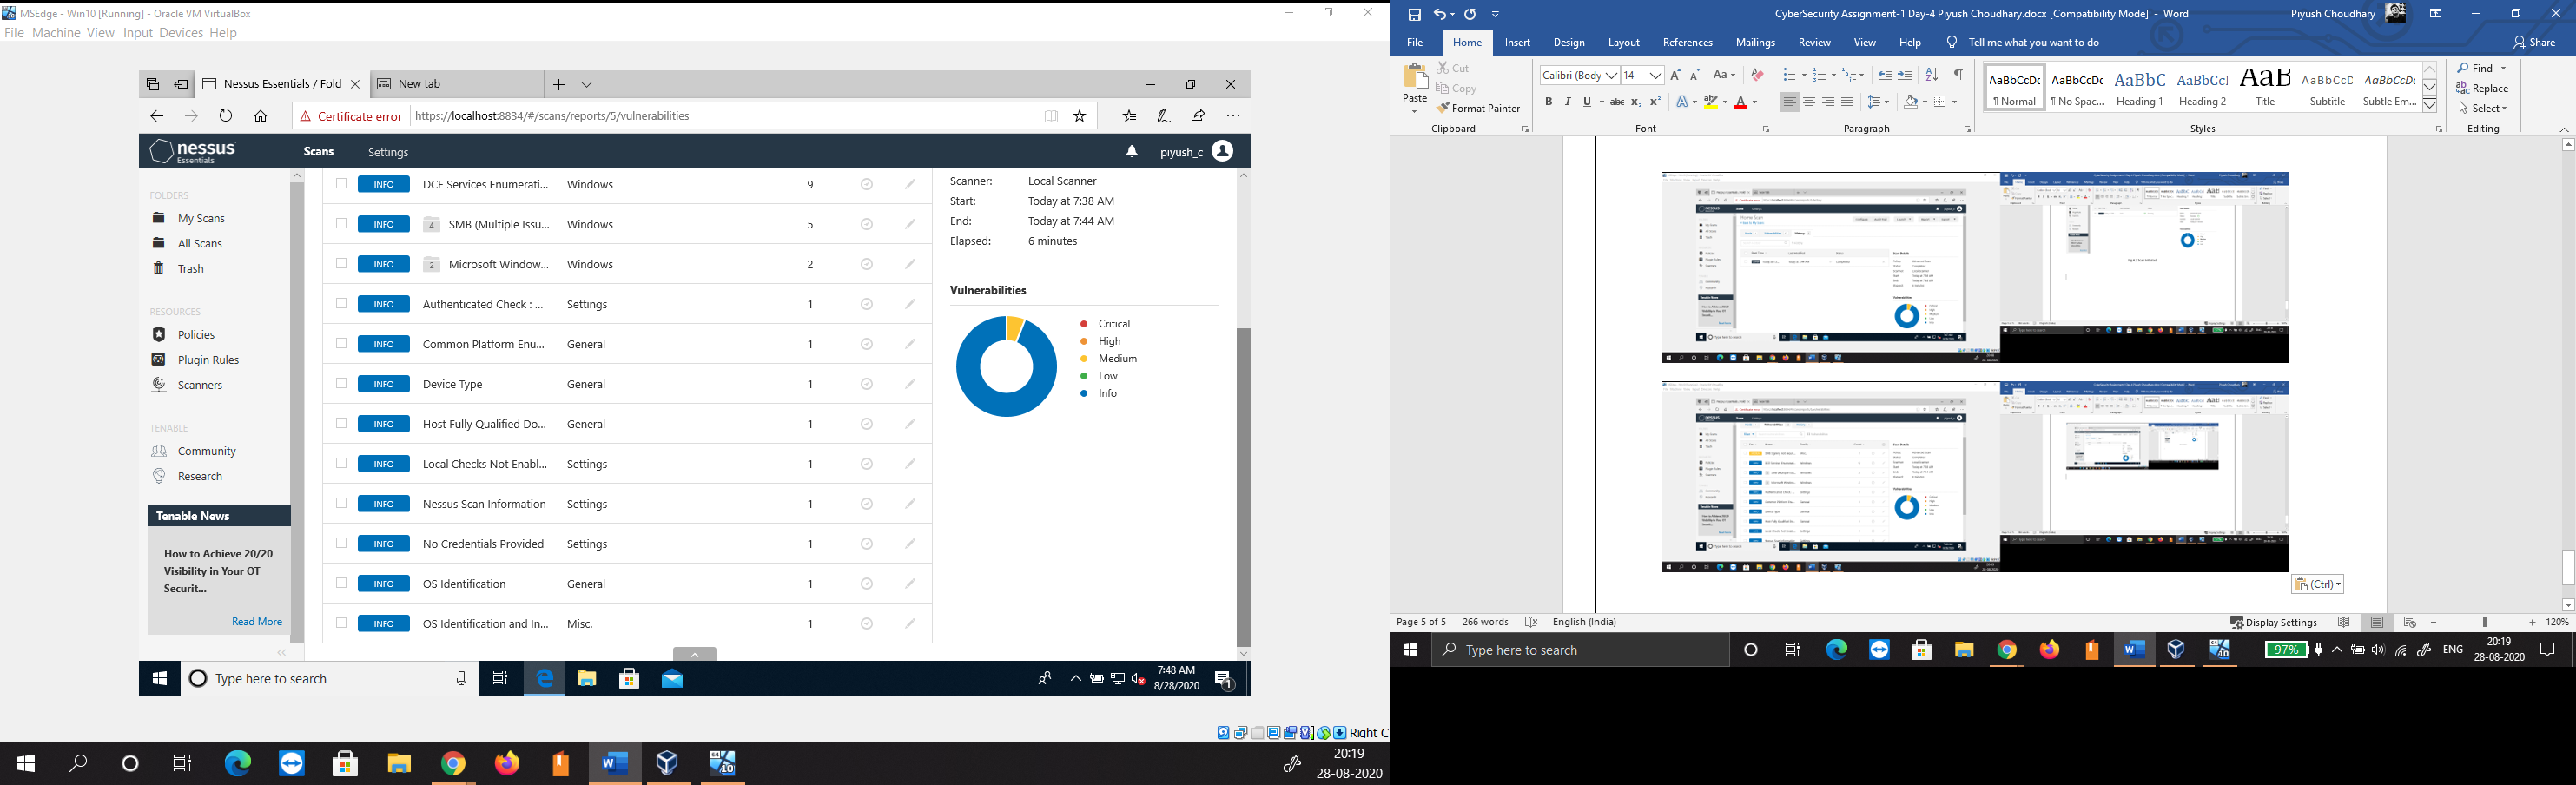 MSEdge - Win10 [Running] - Oracle VM VirtualBox
File Machine View Input Devices Help
Nessus Essentials / Fold
New tab
Certificate error https://localhost:8834/#/scans/reports/5/vulnerabilities
nessus Essentials
Scans Settings
piyush_c
FOLDERS
My Scans
All Scans
Trash
RESOURCES
Policies
Plugin Rules
Scanners
TENABLE
Community
Research
Tenable News
How to Achieve 20/20
Visibility in Your OT
Securit...
Read More
INFO DCE Services Enumerati... Windows 9
INFO 4 SMB (Multiple Issu... Windows 5
INFO 2 Microsoft Window... Windows 2
INFO Authenticated Check : ... Settings 1
INFO Common Platform Enu... General 1
INFO Device Type General 1
INFO Host Fully Qualified Do... General 1
INFO Local Checks Not Enabl... Settings 1
INFO Nessus Scan Information Settings 1
INFO No Credentials Provided Settings 1
INFO OS Identification General 1
INFO OS Identification and In... Misc. 1
Scanner: Local Scanner
Start: Today at 7:38 AM
End: Today at 7:44 AM
Elapsed: 6 minutes
Vulnerabilities
Critical
High
Medium
Low
Info
Type here to search
7:48 AM
8/28/2020
1
Right C
20:19
28-08-2020
CyberSecurity Assignment-1 Day-4 Piyush Choudhary.docx [Compatibility Mode] - Word
Piyush Choudhary
File Home Insert Design Layout References Mailings Review View Help Tell me what you want to do
Share
Paste
Cut
Copy
Format Painter
Clipboard
Calibri (Body 14
Font
Paragraph
AaBbCcDc AaBbCcDc AaBbC AaBbCcI AaB AaBbCcD AaBbCcDc
¶ Normal ¶ No Spac... Heading 1 Heading 2 Title Subtitle Subtle Em...
Styles
Find
Replace
Select
Editing
(Ctrl)
Page 5 of 5 266 words English (India)
Display Settings
120%
Type here to search
97%
ENG
20:19
28-08-2020